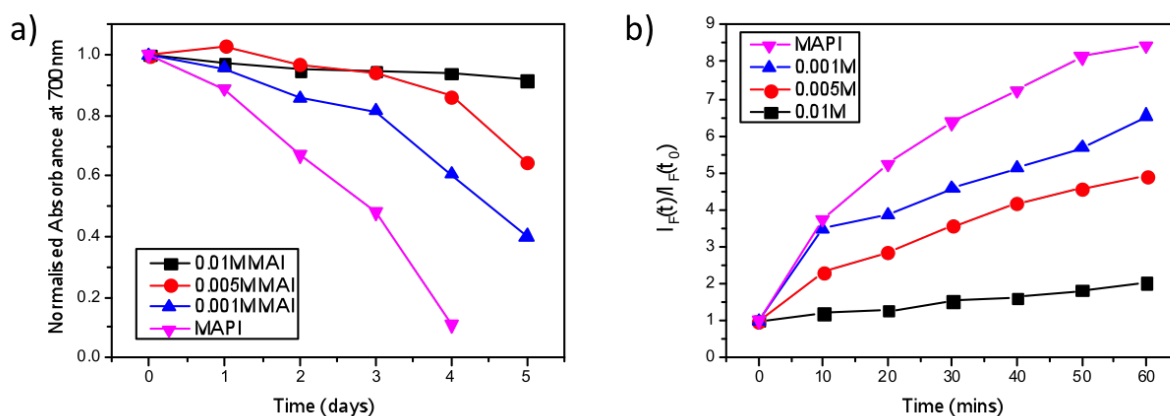 a)
Normalised Absorbance at 700nm
1.0
0.8
0.6
0.4
0.2
0.0
0.01MMAI
0.005MMAI
0.001MMAI
MAPI
0 1 2 3 4 5
Time (days)
b)
I_F(t)/I_F(t_0)
9
8
7
6
5
4
3
2
1
0
MAPI
0.001M
0.005M
0.01M
0 10 20 30 40 50 60
Time (mins)